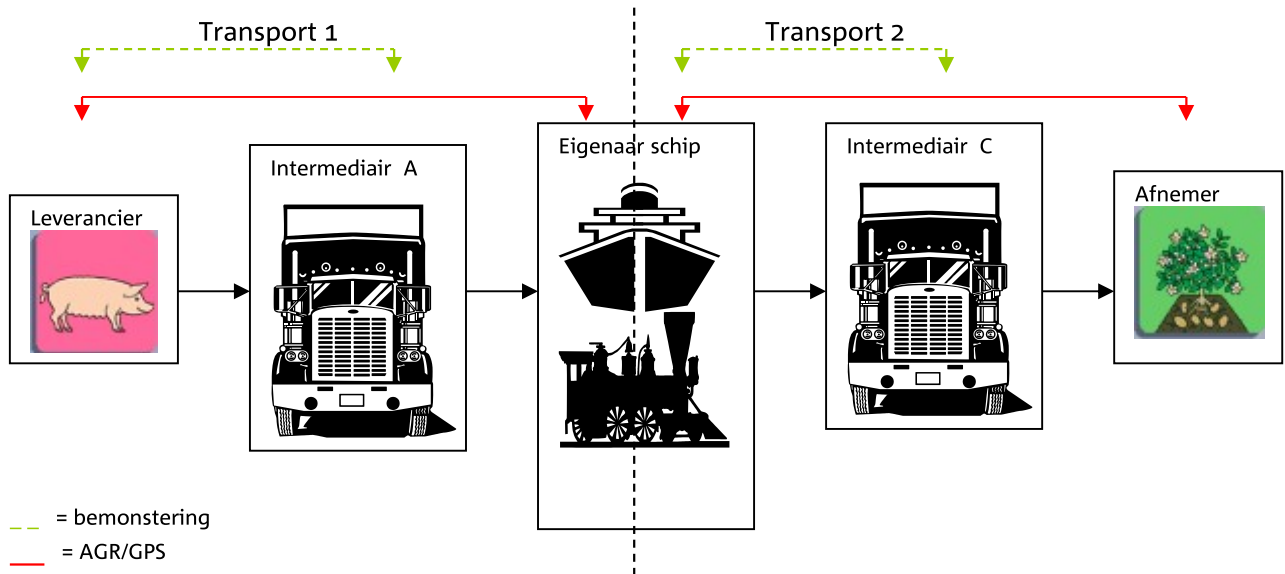 Transport 1
Transport 2
Leverancier
Intermediair A
Eigenaar schip
Intermediair C
Afnemer
= bemonstering
= AGR/GPS